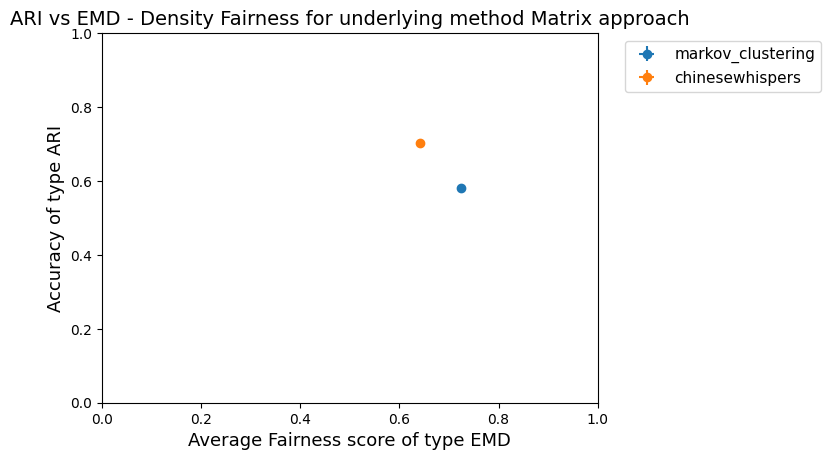 ARI vs EMD - Density Fairness for underlying method Matrix approach
markov_clustering
chinesewhispers
Accuracy of type ARI
1.0
0.8
0.6
0.4
0.2
0.0
0.0 0.2 0.4 0.6 0.8 1.0
Average Fairness score of type EMD